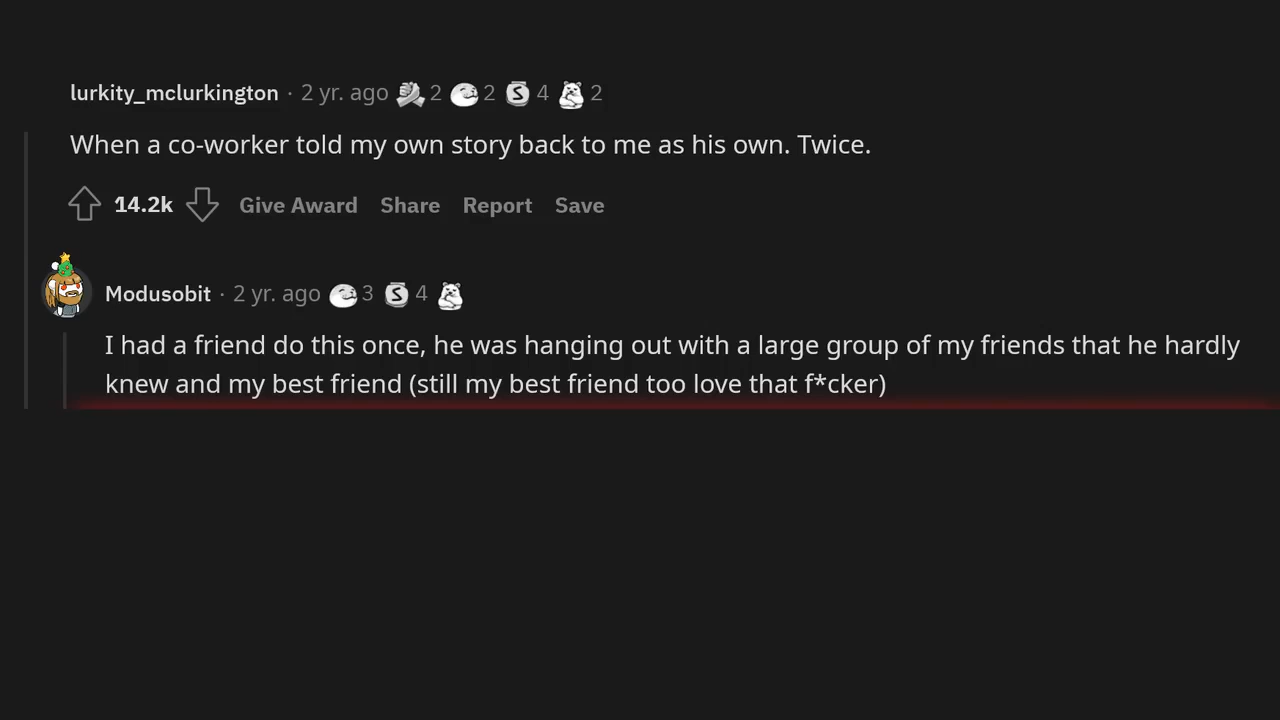 lurkity_mclurkington · 2 yr. ago 2 2 S 4 2
When a co-worker told my own story back to me as his own. Twice.
14.2k Give Award Share Report Save
Modusobit · 2 yr. ago 3 S 4
I had a friend do this once, he was hanging out with a large group of my friends that he hardly
knew and my best friend (still my best friend too love that f*cker)